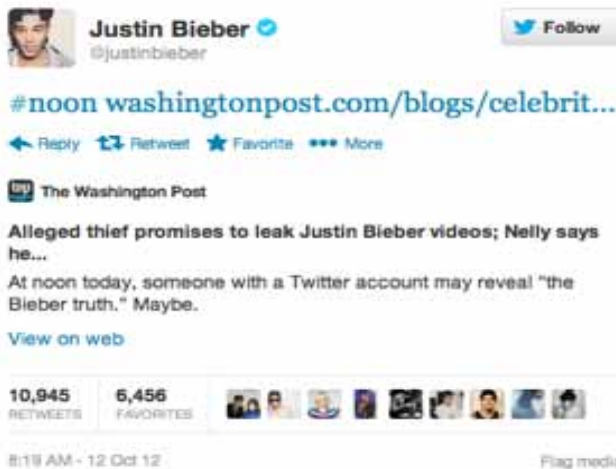 Justin Bieber
@justinbieber
Follow
#noon washingtonpost.com/blogs/celebrit...
Reply Retweet Favorite More
The Washington Post
Alleged thief promises to leak Justin Bieber videos; Nelly says
he...
At noon today, someone with a Twitter account may reveal "the
Bieber truth." Maybe.
View on web
10,945 6,456
RETWEETS FAVORITES
8:19 AM - 12 Oct 12
Flag media